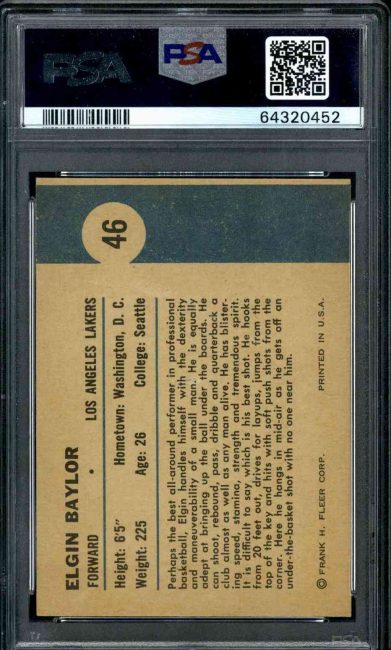 PSA
PSA
64320452
46
ELGIN BAYLOR
FORWARD • LOS ANGELES LAKERS
Height: 6'5" Hometown: Washington, D. C.
Weight: 225 Age: 26 College: Seattle
Perhaps the best all-around performer in professional
basketball, Elgin handles himself with the dexterity
and maneuverability of a small man. He is equally
adept at bringing up the ball under the boards. He
can shoot, rebound, pass, dribble and quarterback a
club almost as well as any man alive. He has blister-
ing speed, stamina, strength and tremendous spirit.
It is difficult to say which is his best shot. He hooks
from 20 feet out, drives for layups, jumps from the
top of the key and hits with soft push shots from the
corner. Here he hangs in mid-air as he gets off an
under-the-basket shot with no one near him.
© FRANK H. FLEER CORP. PRINTED IN U.S.A.
PSA